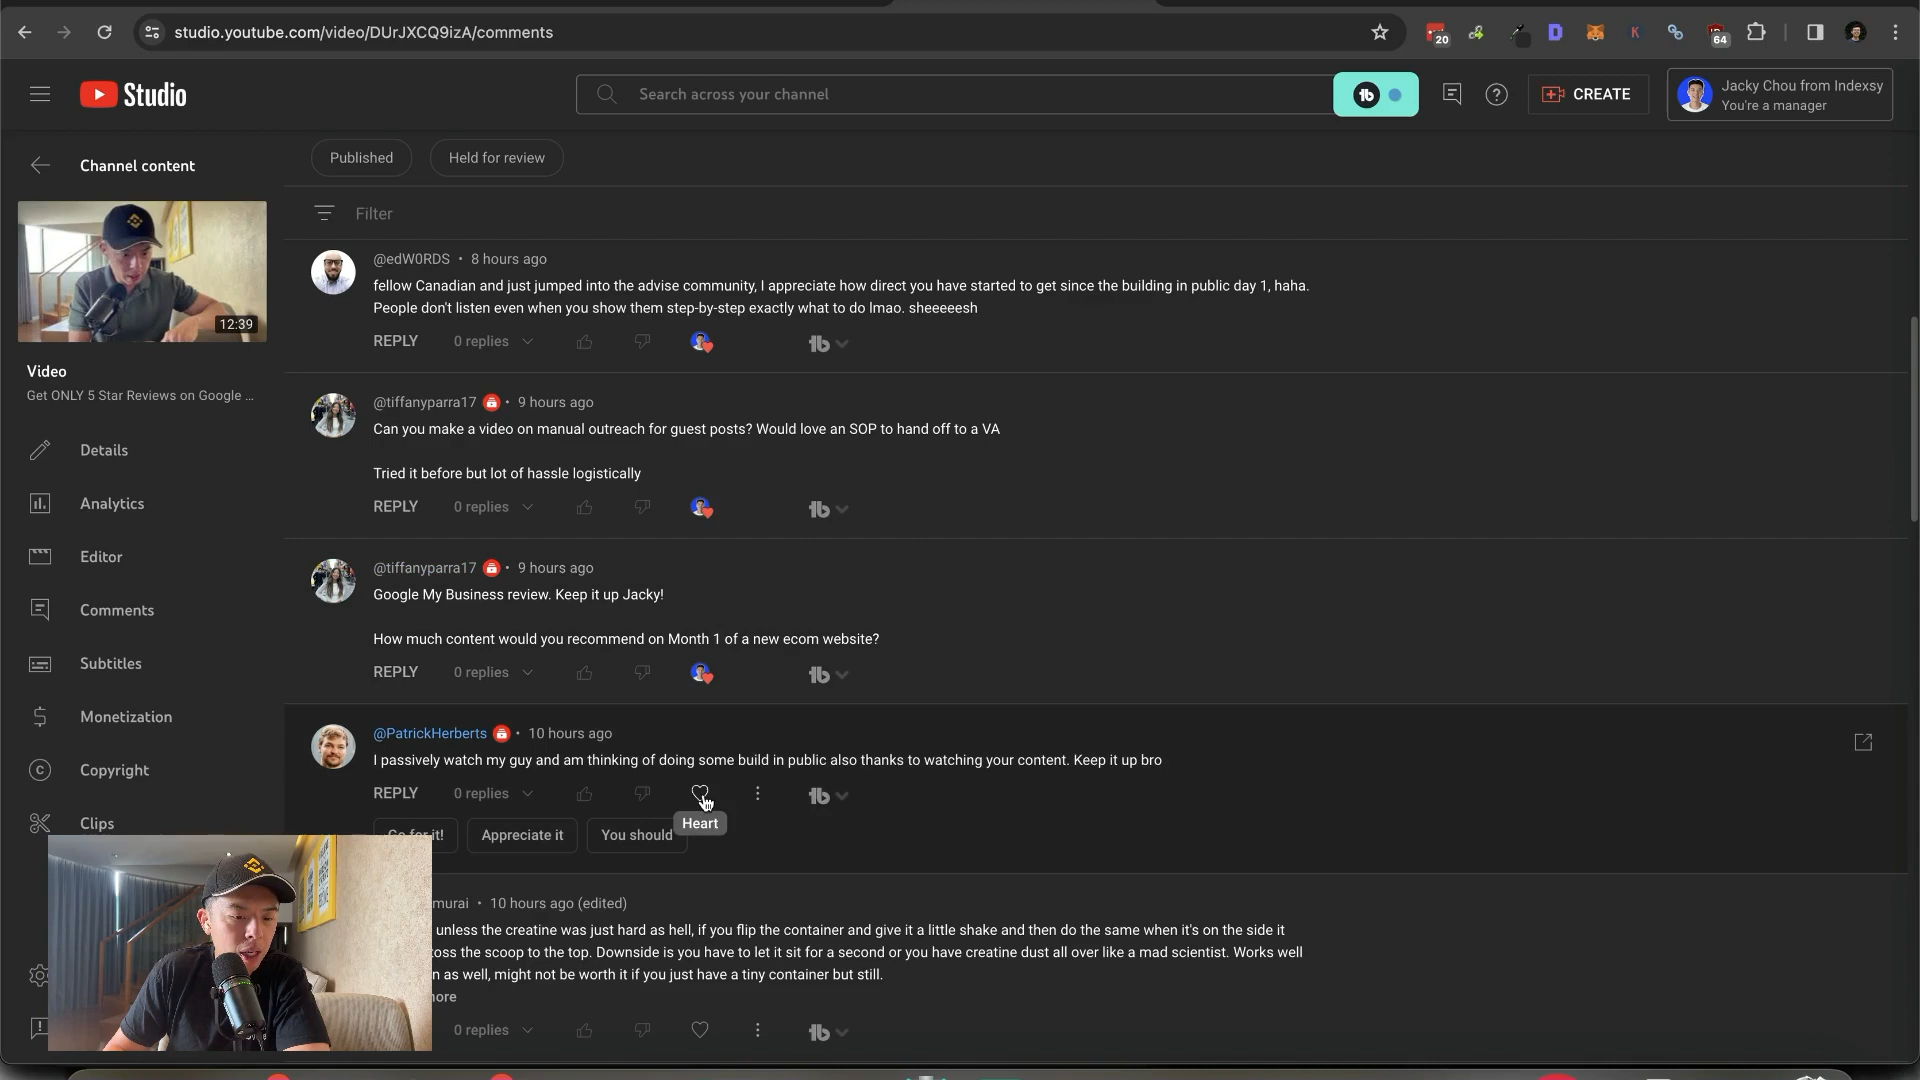 studio.youtube.com/video/DUrJXCQ9izA/comments
20
D
K
64
Studio
Search across your channel
CREATE
Jacky Chou from Indexsy
You're a manager
Channel content
Published
Held for review
Filter
12:39
Video
Get ONLY 5 Star Reviews on Google ...
Details
Analytics
Editor
Comments
Subtitles
Monetization
Copyright
Clips
@edW0RDS • 8 hours ago
fellow Canadian and just jumped into the advise community, I appreciate how direct you have started to get since the building in public day 1, haha.
People don't listen even when you show them step-by-step exactly what to do lmao. sheeeeesh
REPLY 0 replies
@tiffanyparra17 • 9 hours ago
Can you make a video on manual outreach for guest posts? Would love an SOP to hand off to a VA
Tried it before but lot of hassle logistically
REPLY 0 replies
@tiffanyparra17 • 9 hours ago
Google My Business review. Keep it up Jacky!
How much content would you recommend on Month 1 of a new ecom website?
REPLY 0 replies
@PatrickHerberts • 10 hours ago
I passively watch my guy and am thinking of doing some build in public also thanks to watching your content. Keep it up bro
REPLY 0 replies
Heart
Go for it! Appreciate it You should
murai • 10 hours ago (edited)
unless the creatine was just hard as hell, if you flip the container and give it a little shake and then do the same when it's on the side it
oss the scoop to the top. Downside is you have to let it sit for a second or you have creatine dust all over like a mad scientist. Works well
n as well, might not be worth it if you just have a tiny container but still.
ore
0 replies